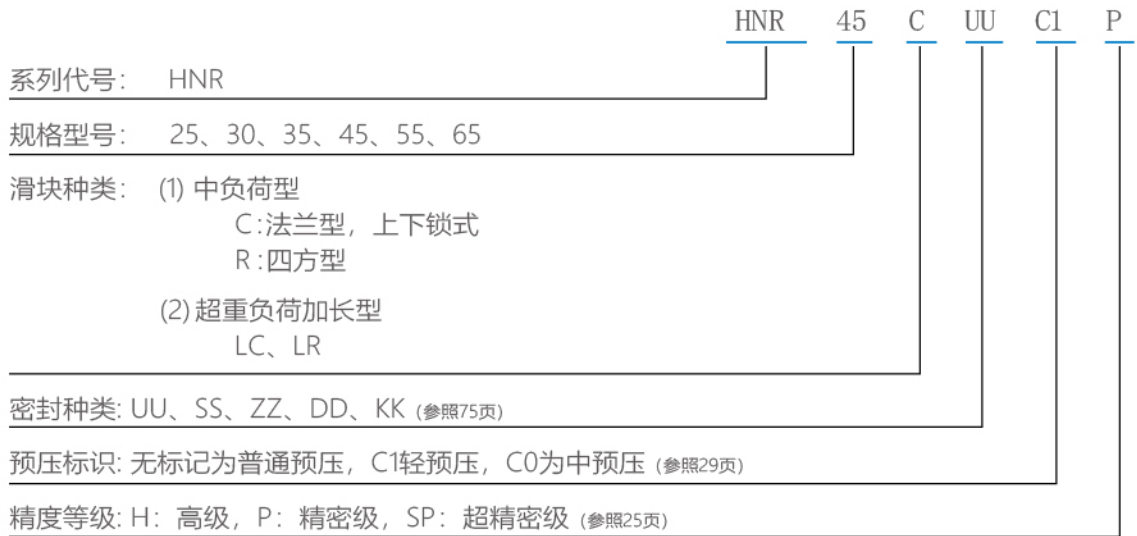 HNR 45 C UU C1 P
系列代号： HNR
规格型号： 25、30、35、45、55、65
滑块种类： (1) 中负荷型
C:法兰型，上下锁式
R:四方型
(2)超重负荷加长型
LC、LR
密封种类: UU、SS、ZZ、DD、KK (参照75页)
预压标识: 无标记为普通预压，C1轻预压，C0为中预压 (参照29页)
精度等级: H：高级，P：精密级，SP：超精密级 (参照25页)